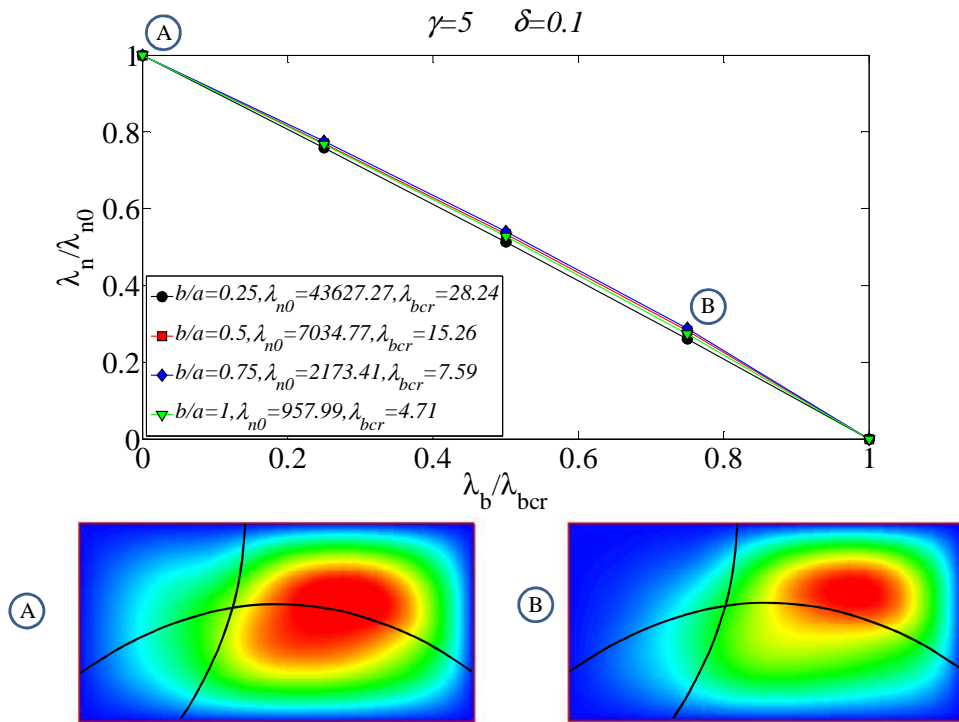 γ=5 δ=0.1
A
1
0.8
0.6
0.4
0.2
0
λn/λn0
B
b/a=0.25,λn0=43627.27,λbcr=28.24
b/a=0.5,λn0=7034.77,λbcr=15.26
b/a=0.75,λn0=2173.41,λbcr=7.59
b/a=1,λn0=957.99,λbcr=4.71
0 0.2 0.4 0.6 0.8 1
λb/λbcr
A B